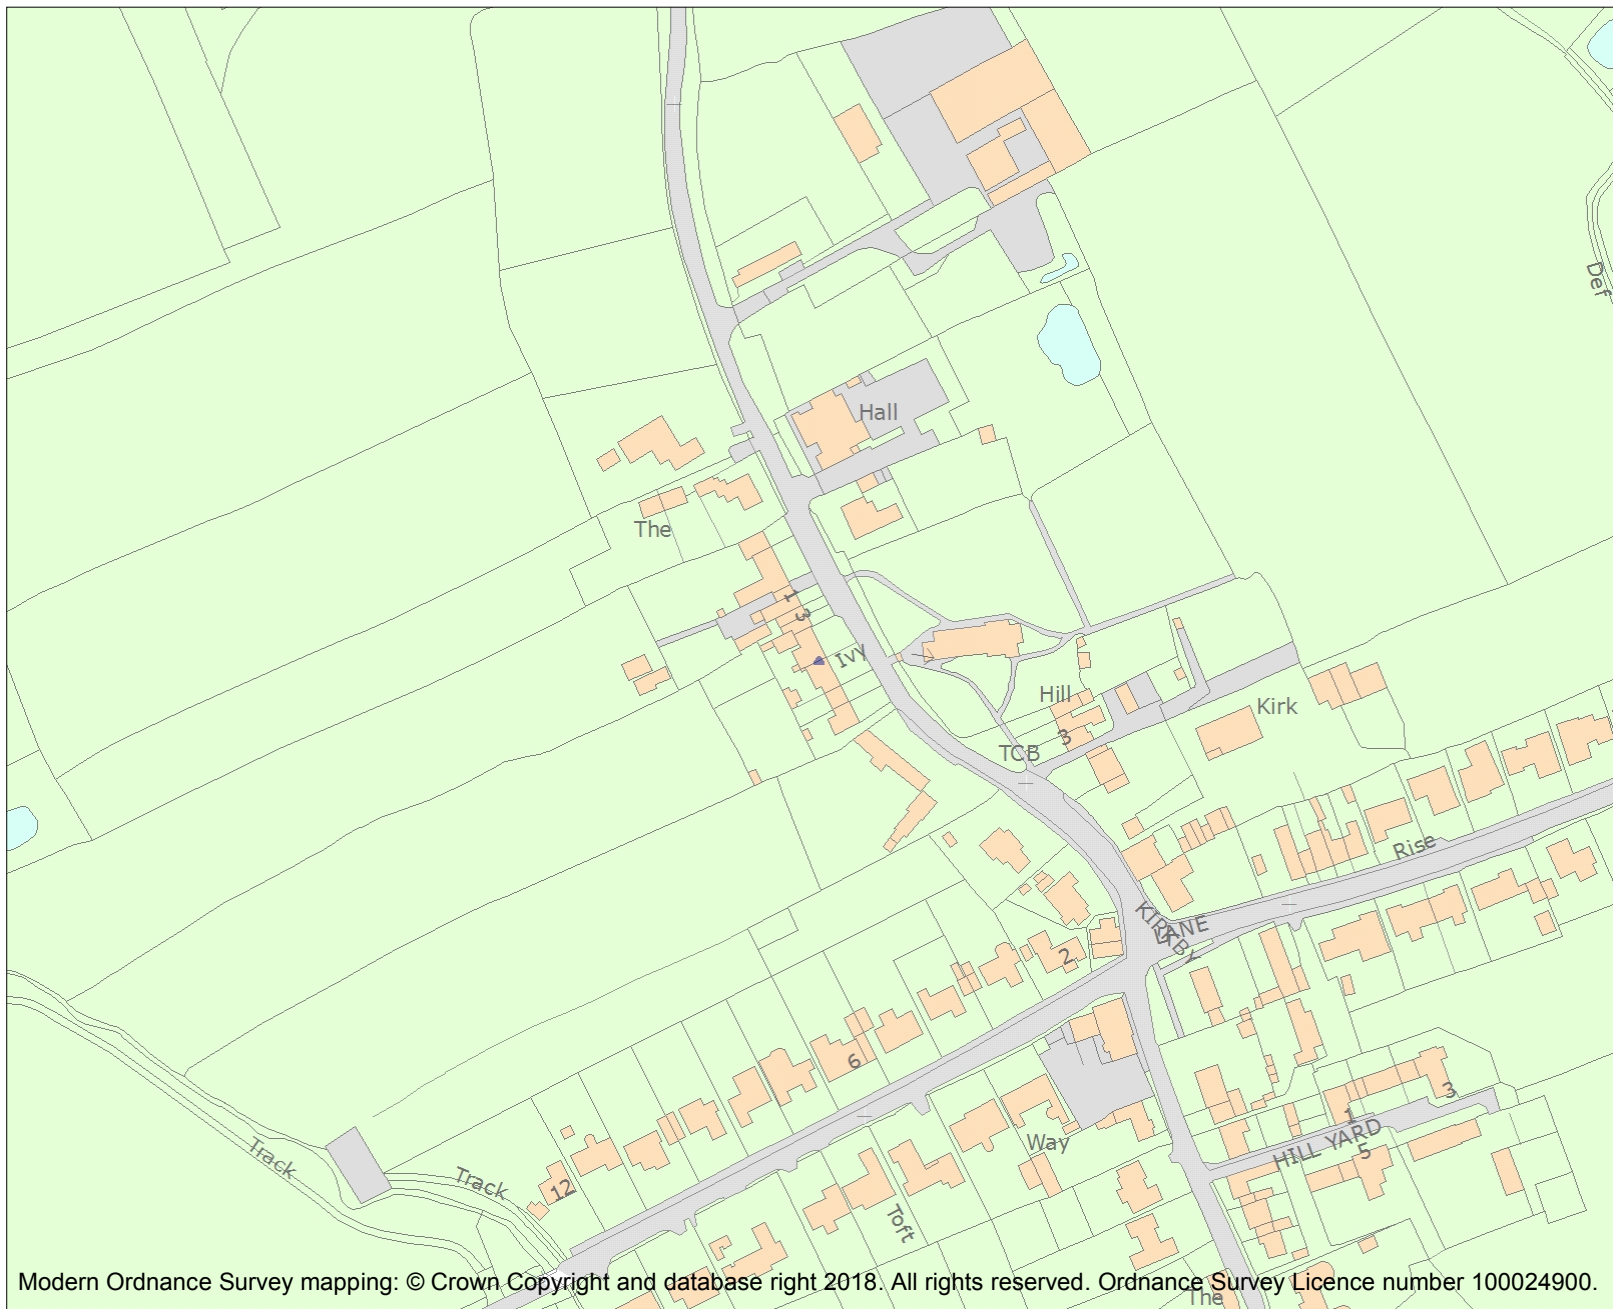 Def
Hall
The
1
3
Ivy
Hill
Kirk
3
TCB
Rise
KIRKBY
LANE
2
6
3
1
HILL YARD
5
Way
Track
Track
12
Toft
The
Modern Ordnance Survey mapping: © Crown Copyright and database right 2018. All rights reserved. Ordnance Survey Licence number 100024900.